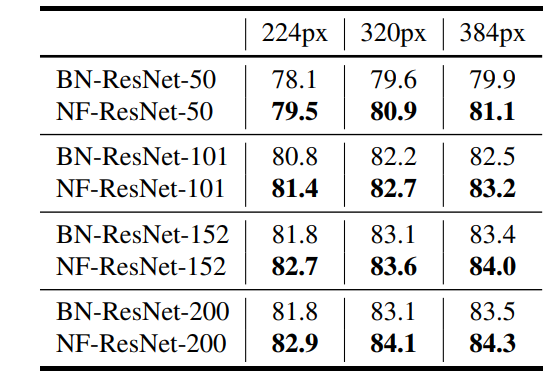 224px 320px 384px
BN-ResNet-50 78.1 79.6 79.9
NF-ResNet-50 79.5 80.9 81.1
BN-ResNet-101 80.8 82.2 82.5
NF-ResNet-101 81.4 82.7 83.2
BN-ResNet-152 81.8 83.1 83.4
NF-ResNet-152 82.7 83.6 84.0
BN-ResNet-200 81.8 83.1 83.5
NF-ResNet-200 82.9 84.1 84.3